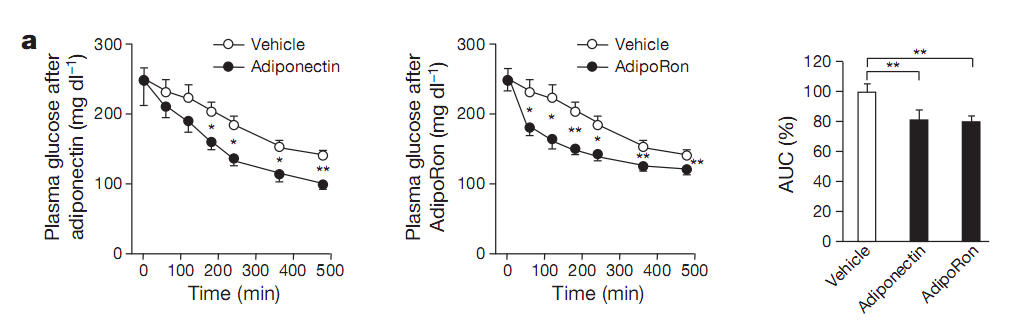 a
Plasma glucose after
adiponectin (mg dl⁻¹)
300
200
100
0
Vehicle
Adiponectin
*
*
*
**
0 100 200 300 400 500
Time (min)
Plasma glucose after
AdipoRon (mg dl⁻¹)
300
200
100
0
Vehicle
AdipoRon
*
*
**
*
**
**
0 100 200 300 400 500
Time (min)
AUC (%)
120
100
80
60
40
20
0
**
**
Vehicle
Adiponectin
AdipoRon